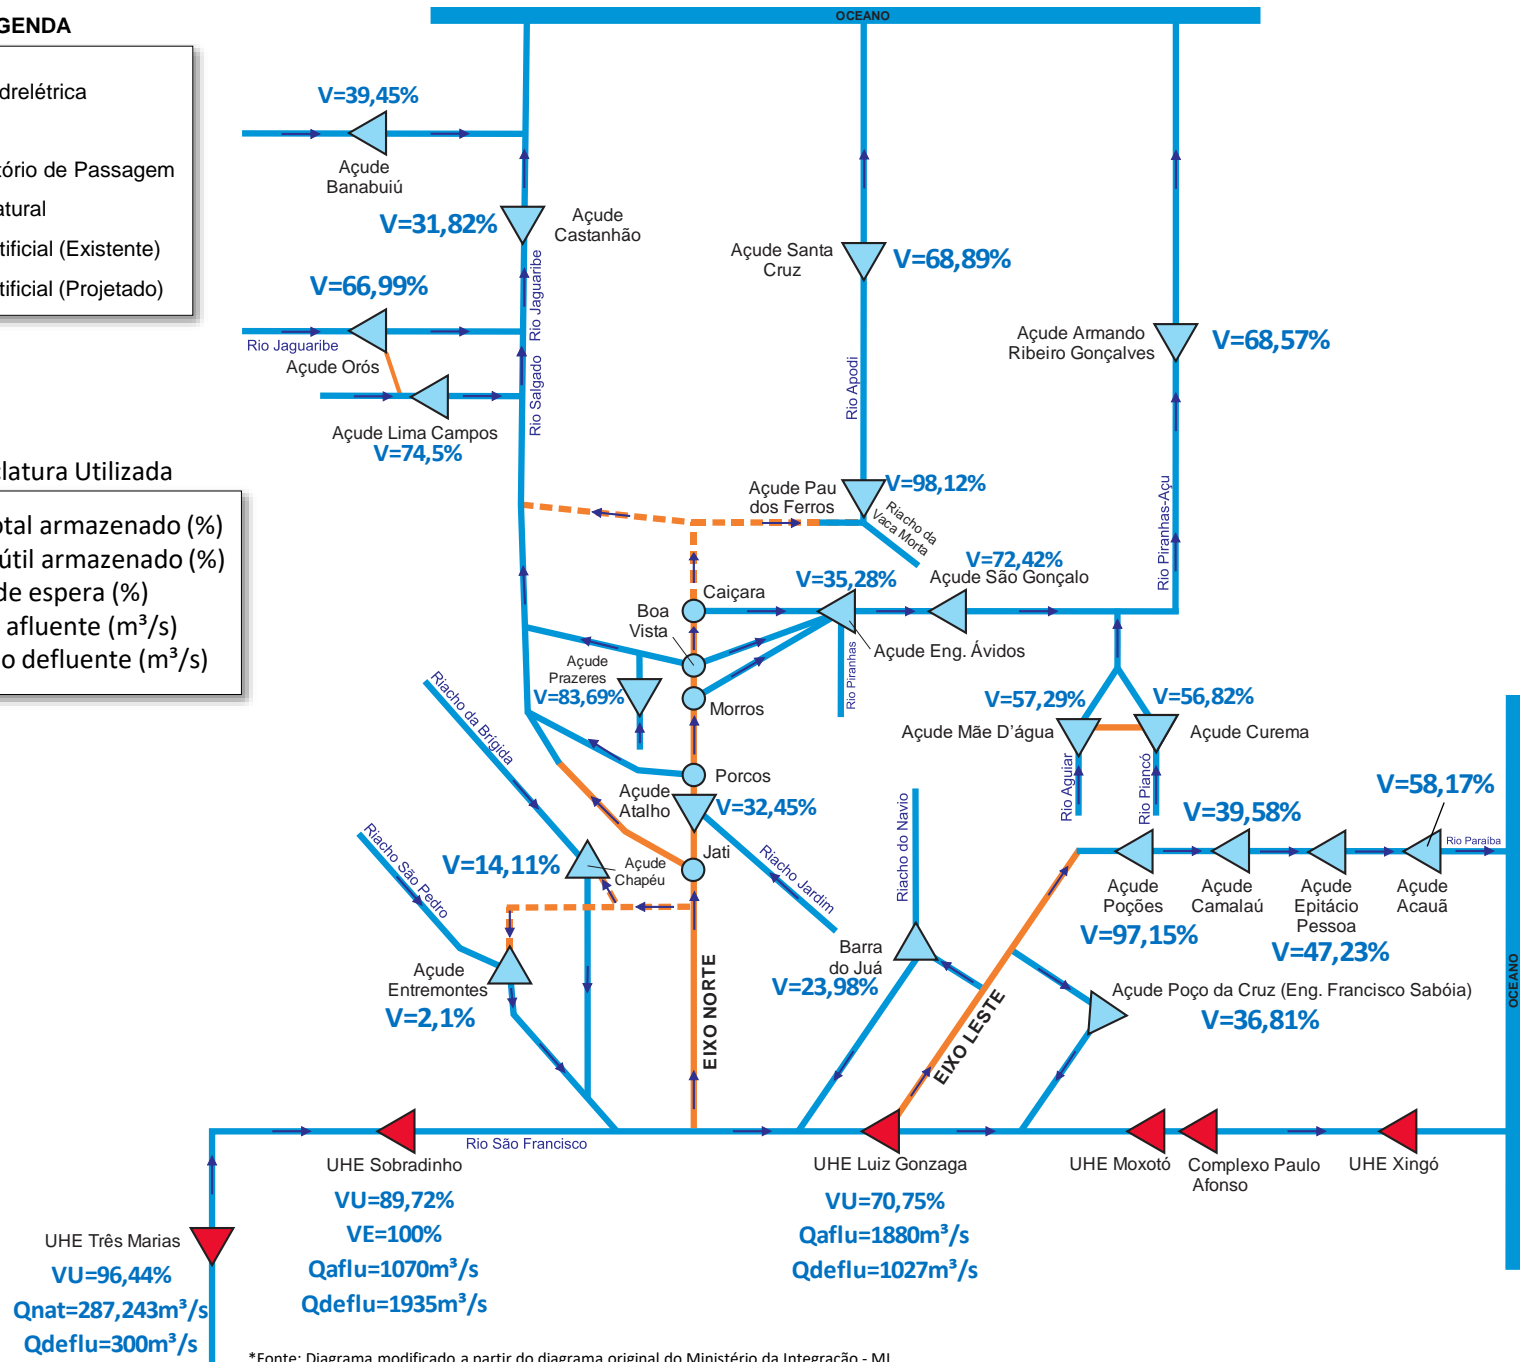 OCEANO
GENDA
drelétrica
tório de Passagem
atural
tificial (Existente)
tificial (Projetado)
V=39,45%
Açude
Banabuiú
V=31,82%
Açude
Castanhão
V=66,99%
Rio Jaguaribe
Açude Orós
Rio Jaguaribe
Rio Salgado
Açude Lima Campos
V=74,5%
Açude Santa
Cruz
V=68,89%
Rio Apodi
Açude Armando
Ribeiro Gonçalves
V=68,57%
Rio Piranhas-Açu
clatura Utilizada
otal armazenado (%)
útil armazenado (%)
de espera (%)
afluente (m³/s)
o defluente (m³/s)
Açude Pau
dos Ferros
V=98,12%
Riacho da
Vaca Morta
V=72,42%
Açude São Gonçalo
V=35,28%
Caiçara
Boa
Vista
Açude Eng. Ávidos
Rio Piranhas
Açude
Prazeres
V=83,69%
Morros
Riacho da Brígida
Porcos
Açude
Atalho
V=32,45%
Jati
Riacho Jardim
V=57,29%
V=56,82%
Açude Mãe D'água
Açude Curema
Rio Aguiar
Rio Piancó
V=58,17%
V=39,58%
Rio Paraíba
Riacho do Navio
Riacho São Pedro
V=14,11%
Açude
Chapéu
Açude
Poções
V=97,15%
Açude
Camalaú
Açude
Epitácio
Pessoa
V=47,23%
Açude
Acauã
Açude
Entremontes
V=2,1%
EIXO NORTE
Barra
do Juá
V=23,98%
EIXO LESTE
Açude Poço da Cruz (Eng. Francisco Sabóia)
V=36,81%
OCEANO
Rio São Francisco
UHE Sobradinho
VU=89,72%
VE=100%
Qaflu=1070m³/s
Qdeflu=1935m³/s
UHE Luiz Gonzaga
VU=70,75%
Qaflu=1880m³/s
Qdeflu=1027m³/s
UHE Moxotó
Complexo Paulo
Afonso
UHE Xingó
UHE Três Marias
VU=96,44%
Qnat=287,243m³/s
Qdeflu=300m³/s
*Fonte: Diagrama modificado a partir do diagrama original do Ministério da Integração - MI